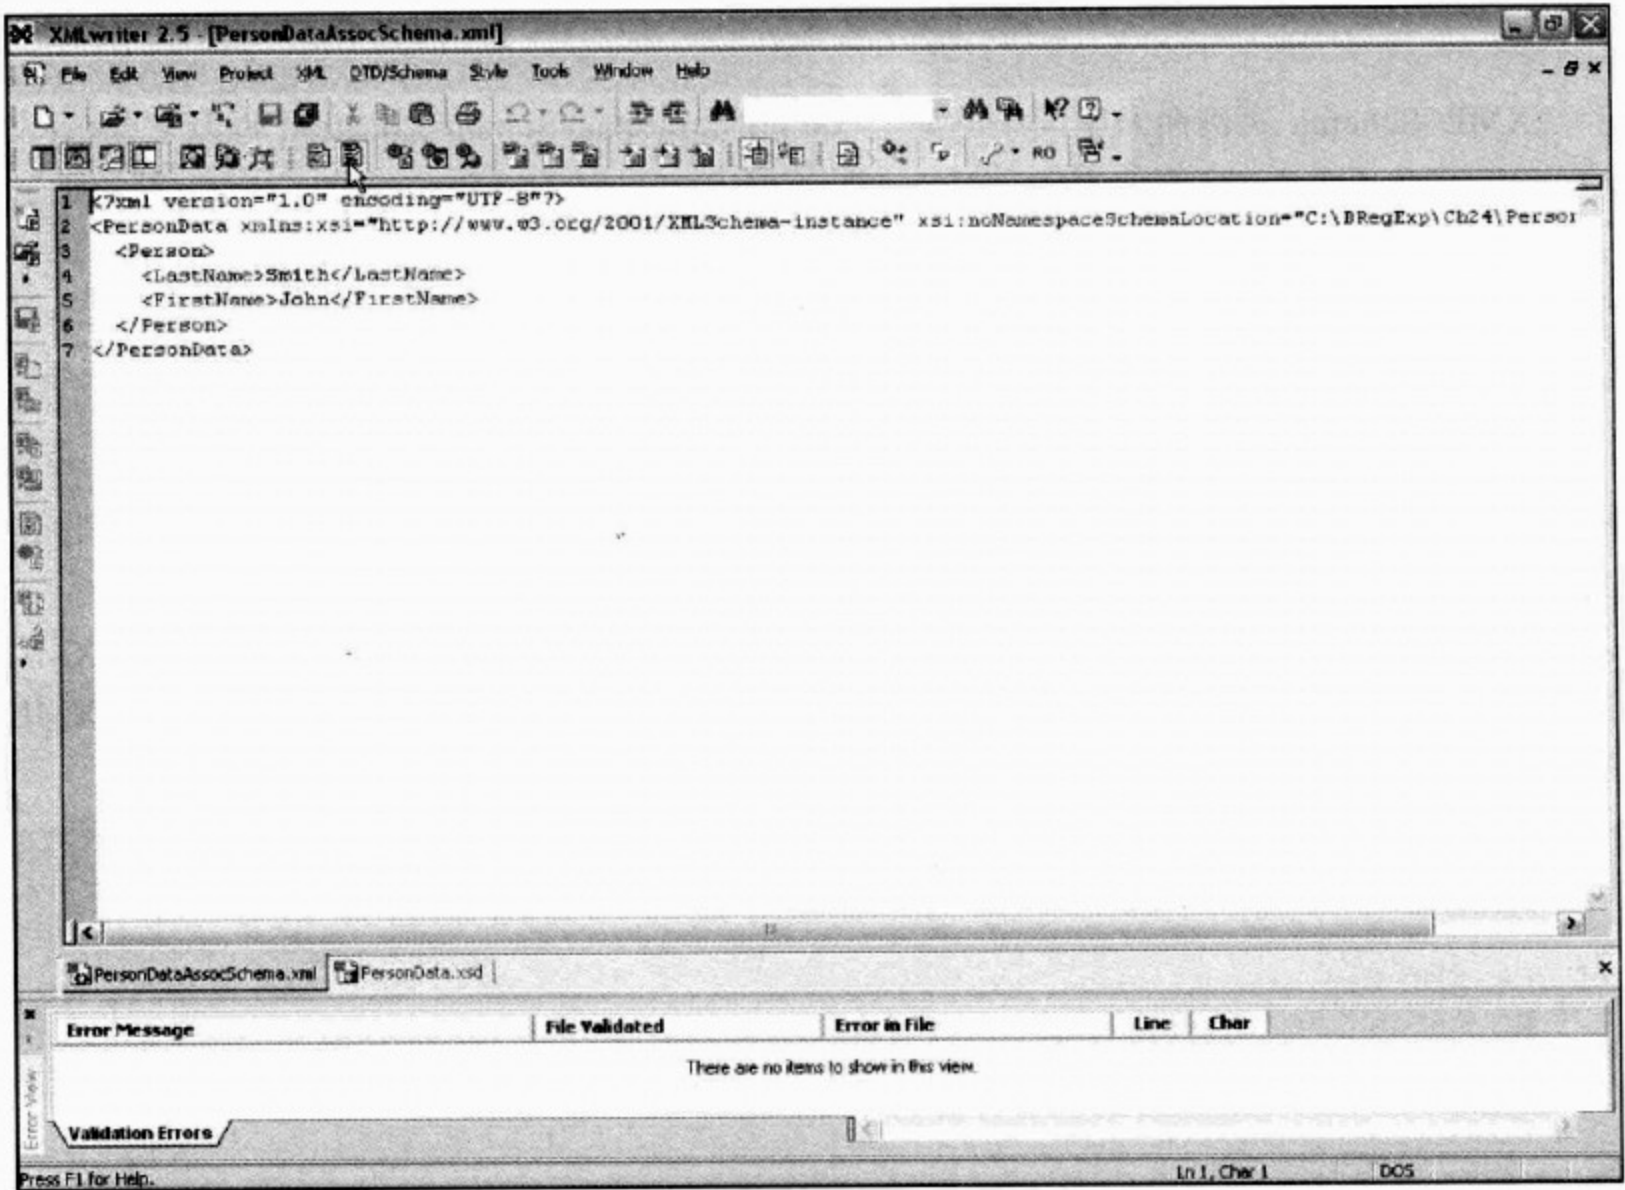 XMLwriter 2.5 - [PersonDataAssocSchema.xml]
File Edit View Project XML DTD/Schema Style Tools Window Help
RO
1 <?xml version="1.0" encoding="UTF-8"?>
2 <PersonData xmlns:xsi="http://www.w3.org/2001/XMLSchema-instance" xsi:noNamespaceSchemaLocation="C:\BRegExp\Ch24\Person
3 <Person>
4 <LastName>Smith</LastName>
5 <FirstName>John</FirstName>
6 </Person>
7 </PersonData>
PersonDataAssocSchema.xml PersonData.xsd
Error Message File Validated Error in File Line Char
There are no items to show in this view.
Error View
Validation Errors
Press F1 for Help. Ln 1, Char 1 DOS